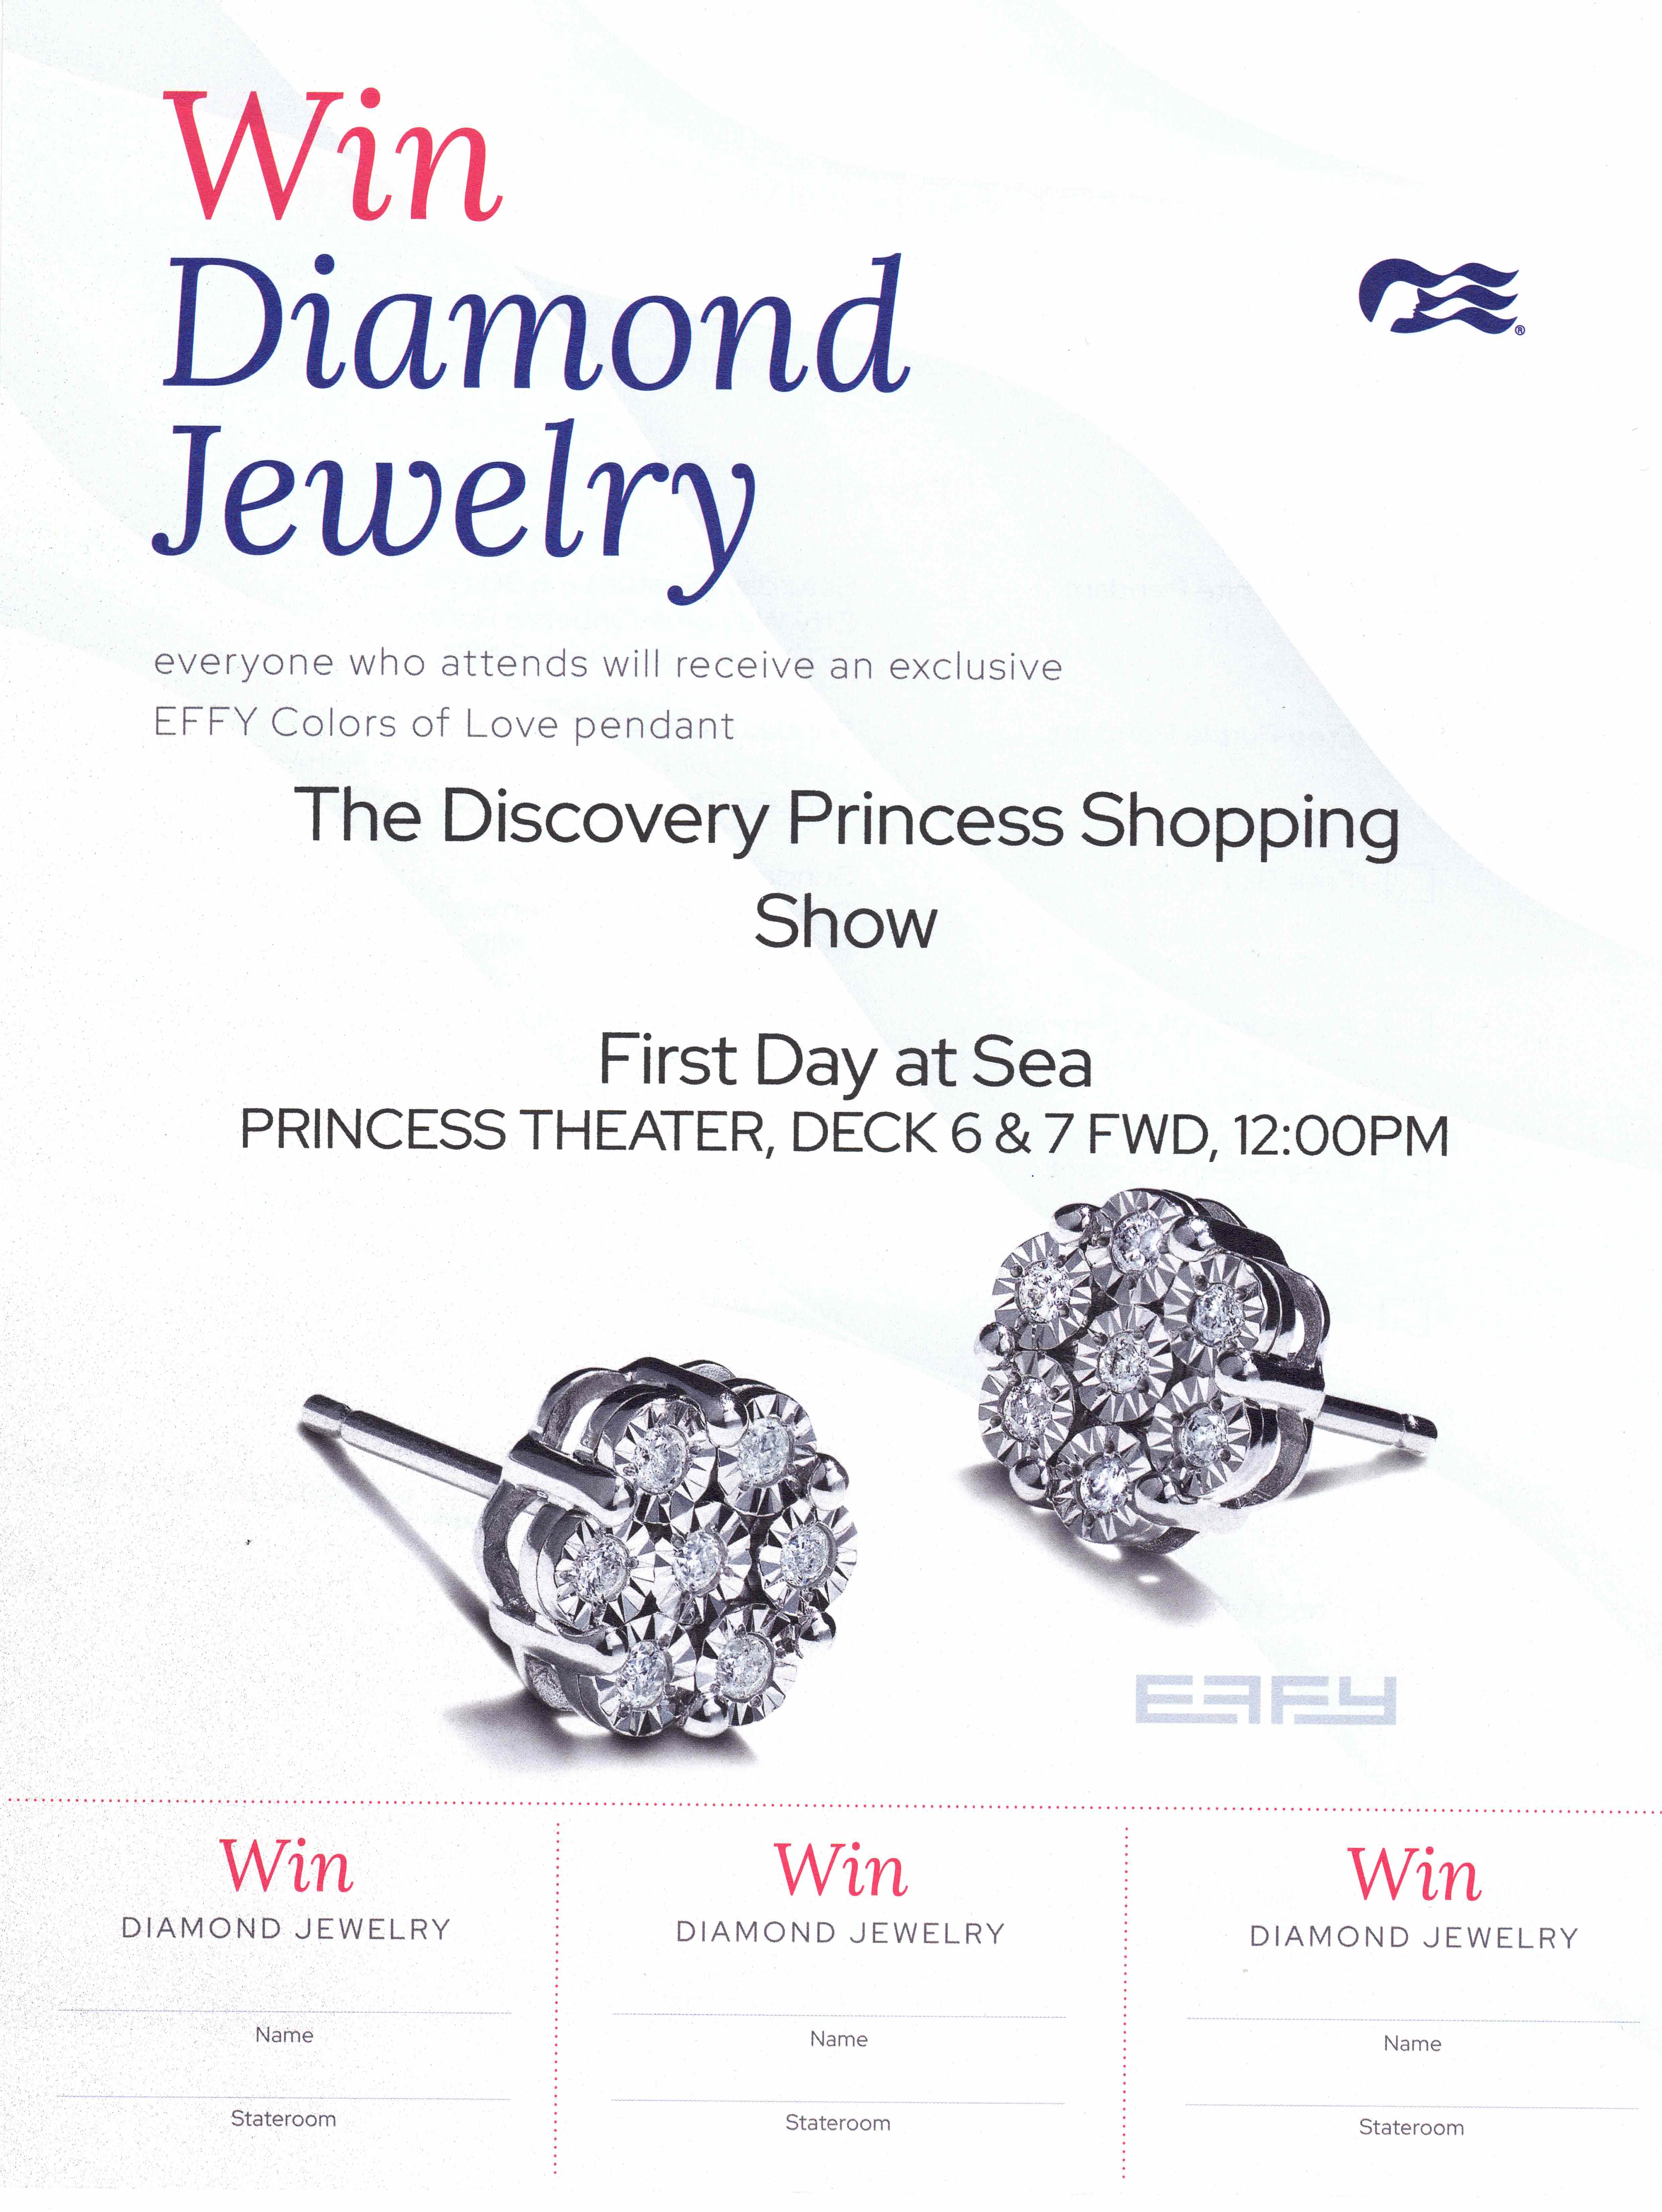 Win
Diamond
Jewelry
®
everyone who attends will receive an exclusive
EFFY Colors of Love pendant
The Discovery Princess Shopping
Show
First Day at Sea
PRINCESS THEATER, DECK 6 & 7 FWD, 12:00PM
EFFY
Win
DIAMOND JEWELRY
Name
Stateroom
Win
DIAMOND JEWELRY
Name
Stateroom
Win
DIAMOND JEWELRY
Name
Stateroom